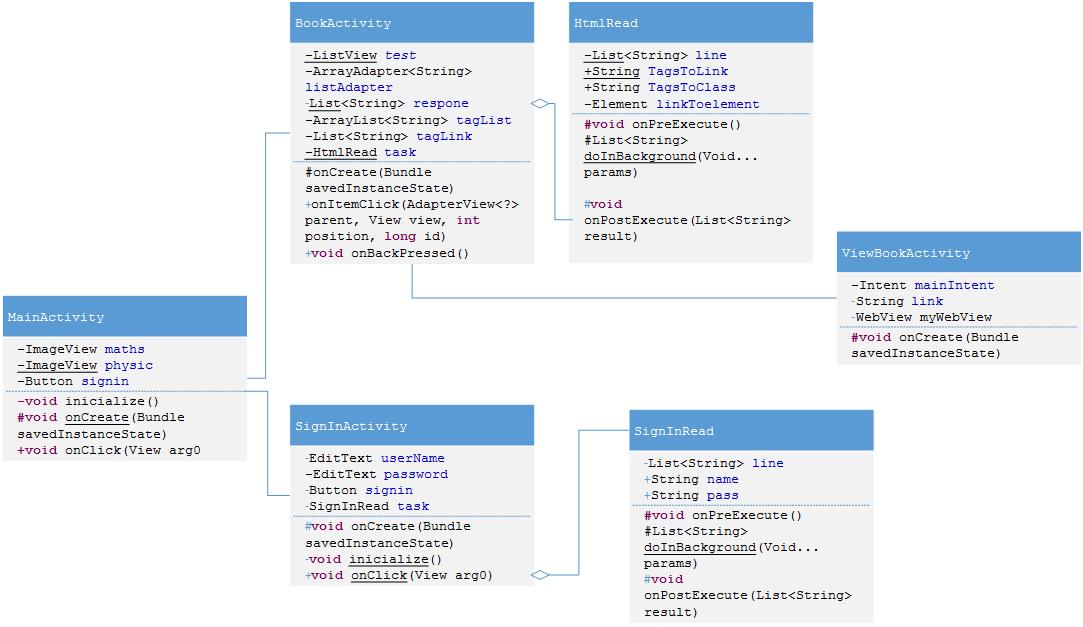 BookActivity
-ListView test
-ArrayAdapter<String>
listAdapter
-List<String> respone
-ArrayList<String> tagList
-List<String> tagLink
-HtmlRead task
#onCreate(Bundle
savedInstanceState)
+onItemClick(AdapterView<?>
parent, View view, int
position, long id)
+void onBackPressed()
HtmlRead
-List<String> line
+String TagsToLink
+String TagsToClass
-Element linkToelement
#void onPreExecute()
#List<String>
doInBackground(Void...
params)
#void
onPostExecute(List<String>
result)
ViewBookActivity
-Intent mainIntent
-String link
-WebView myWebView
#void onCreate(Bundle
savedInstanceState)
MainActivity
-ImageView maths
-ImageView physic
-Button signin
-void inicialize()
#void onCreate(Bundle
savedInstanceState)
+void onClick(View arg0
SignInActivity
-EditText userName
-EditText password
-Button signin
-SignInRead task
#void onCreate(Bundle
savedInstanceState)
-void inicialize()
+void onClick(View arg0)
SignInRead
-List<String> line
+String name
+String pass
#void onPreExecute()
#List<String>
doInBackground(Void...
params)
#void
onPostExecute(List<String>
result)